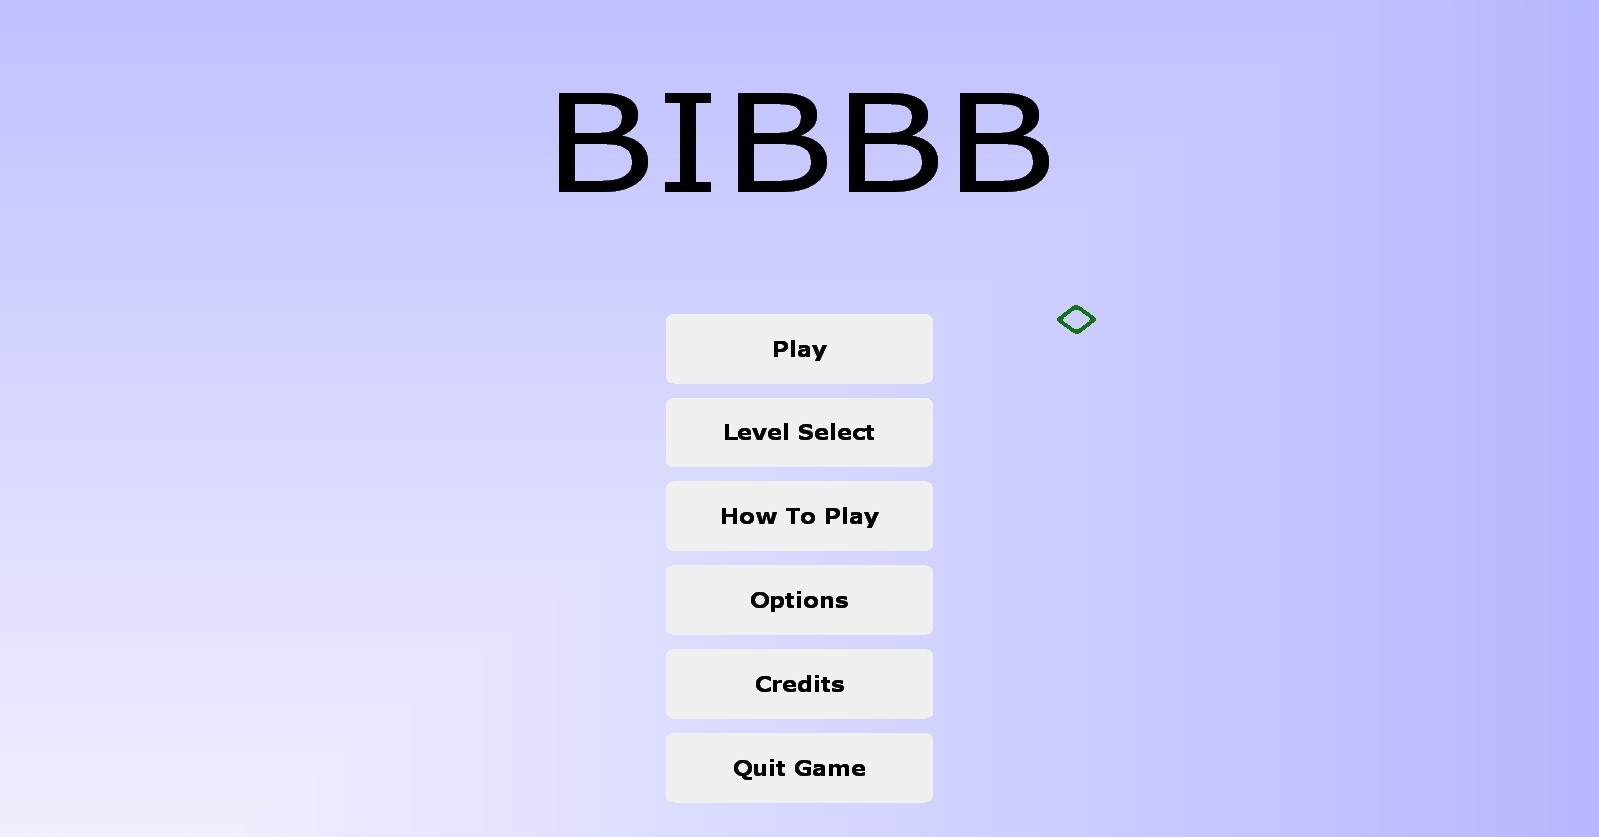 BIBBB
Play
Level Select
How To Play
Options
Credits
Quit Game